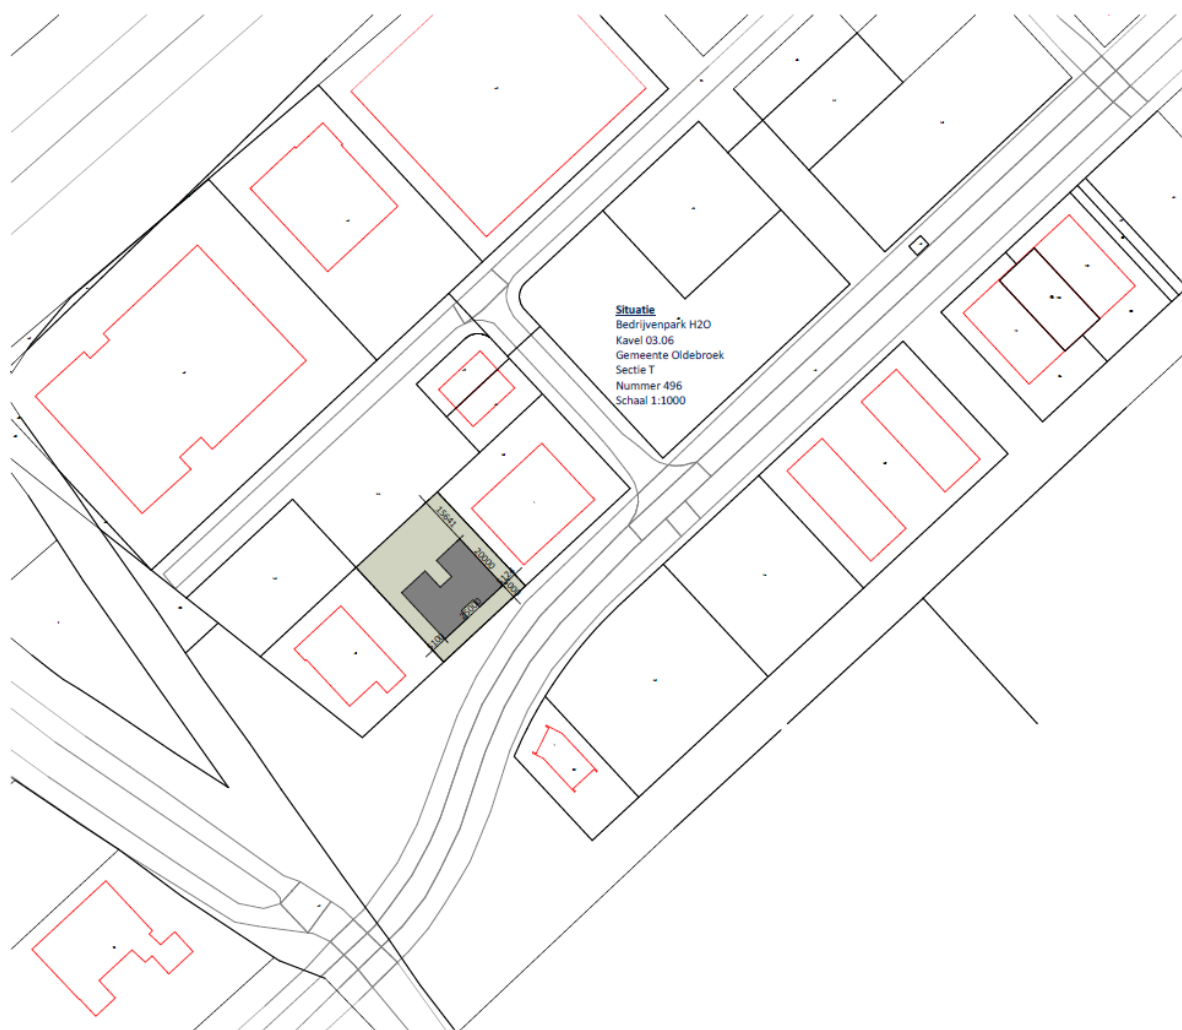 Situatie
Bedrijvenpark H2O
Kavel 03.06
Gemeente Oldebroek
Sectie T
Nummer 496
Schaal 1:1000
15641
20000